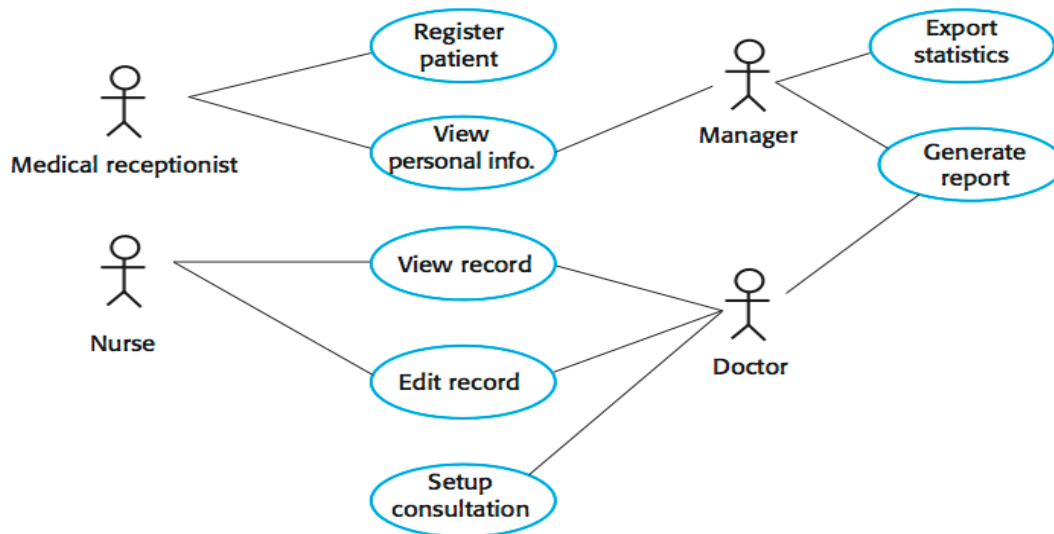 Register
patient
Export
statistics
Medical receptionist
View
personal info.
Manager
Generate
report
Nurse
View record
Doctor
Edit record
Setup
consultation